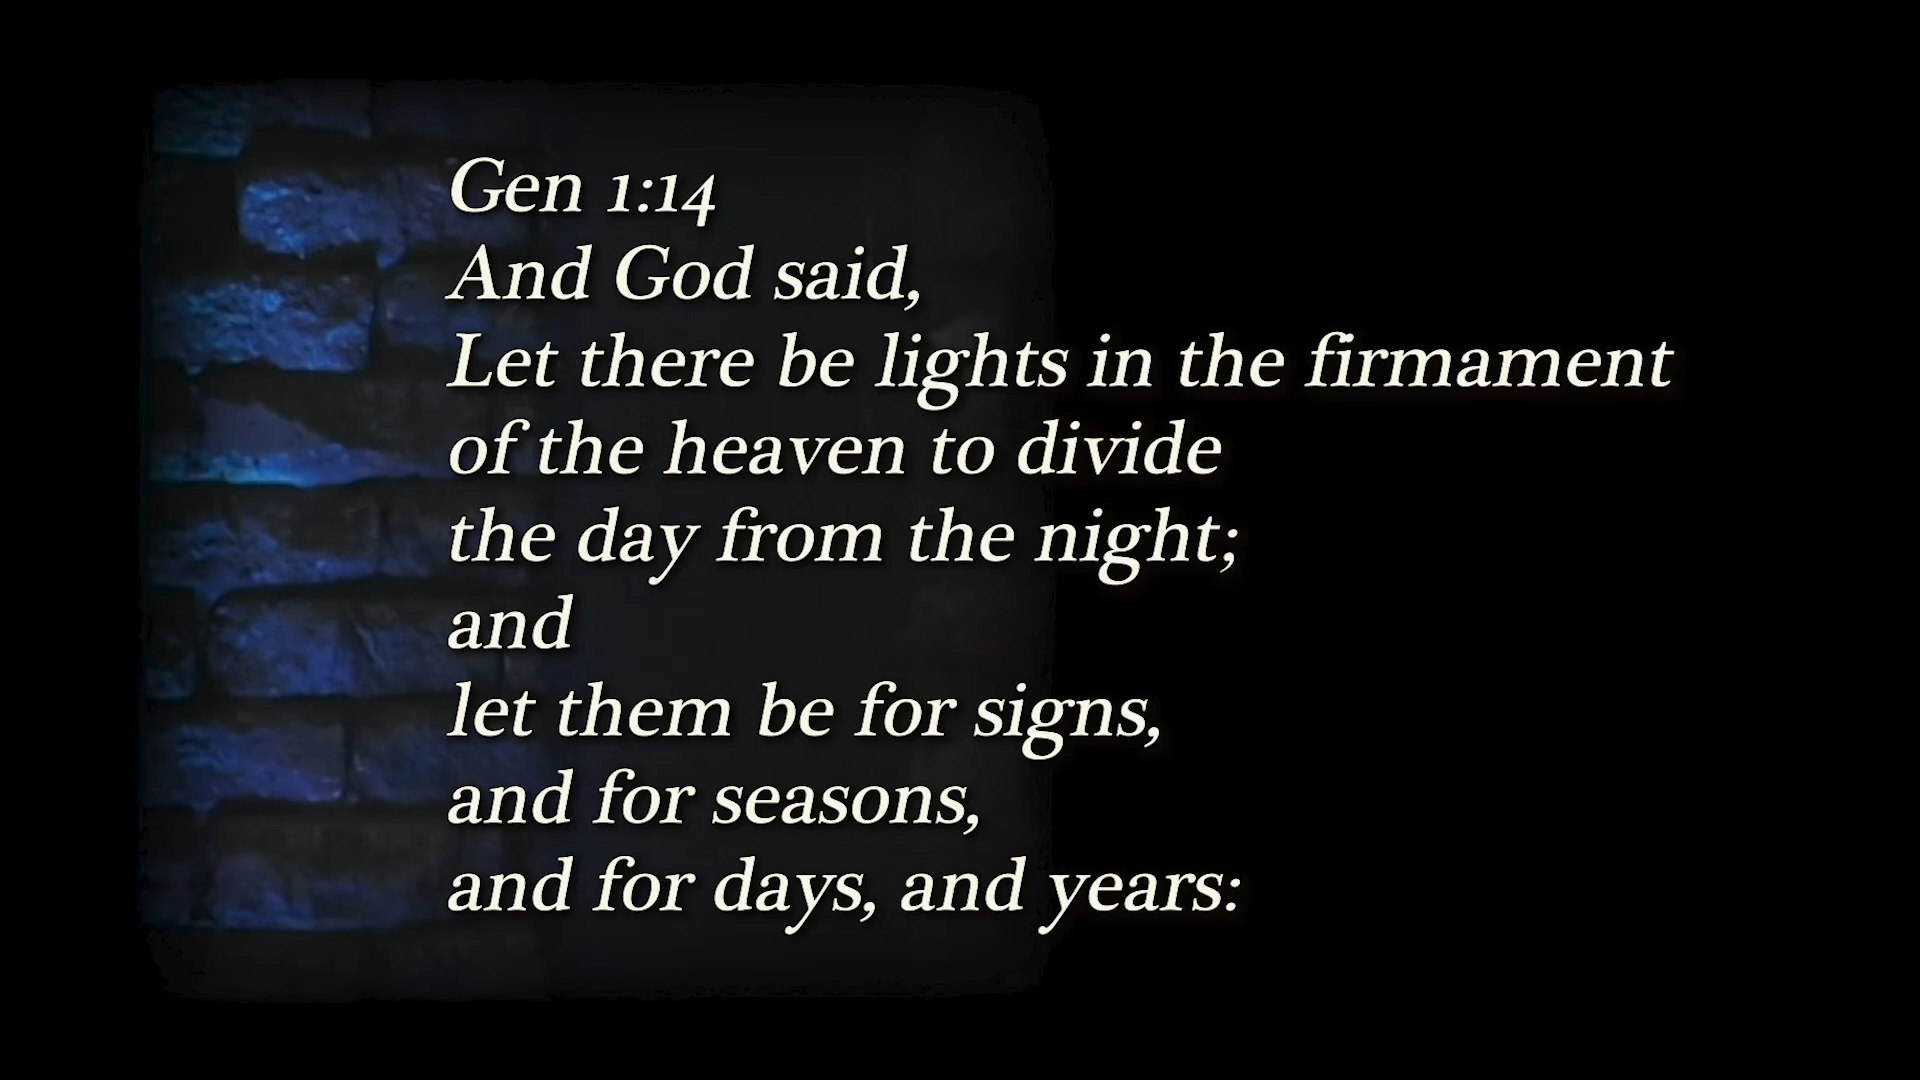 Gen 1:14
And God said,
Let there be lights in the firmament
of the heaven to divide
the day from the night;
and
let them be for signs,
and for seasons,
and for days, and years: